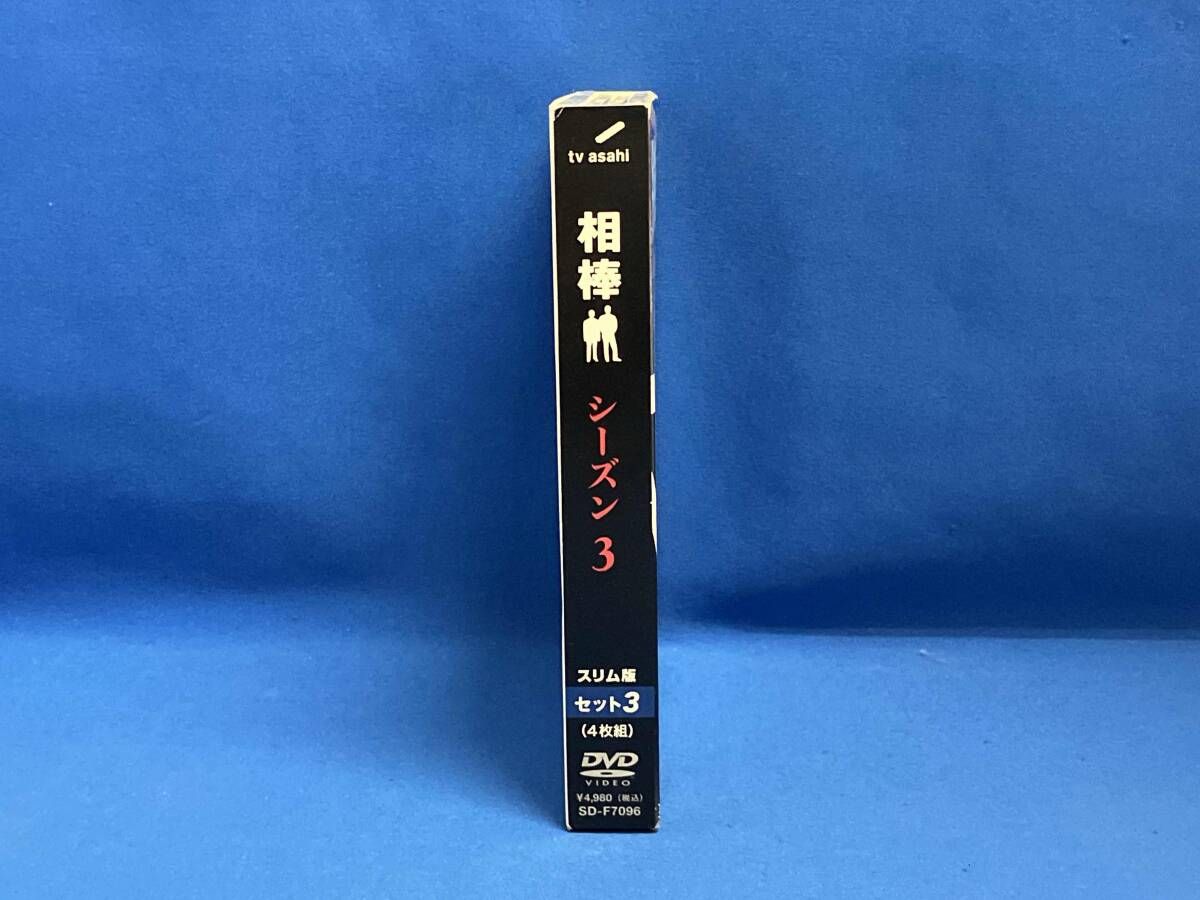 tv asahi
相棒
シーズン 3
スリム版
セット3
(4枚組)
DVD
VIDEO
¥4,980 (税込)
SD-F7096